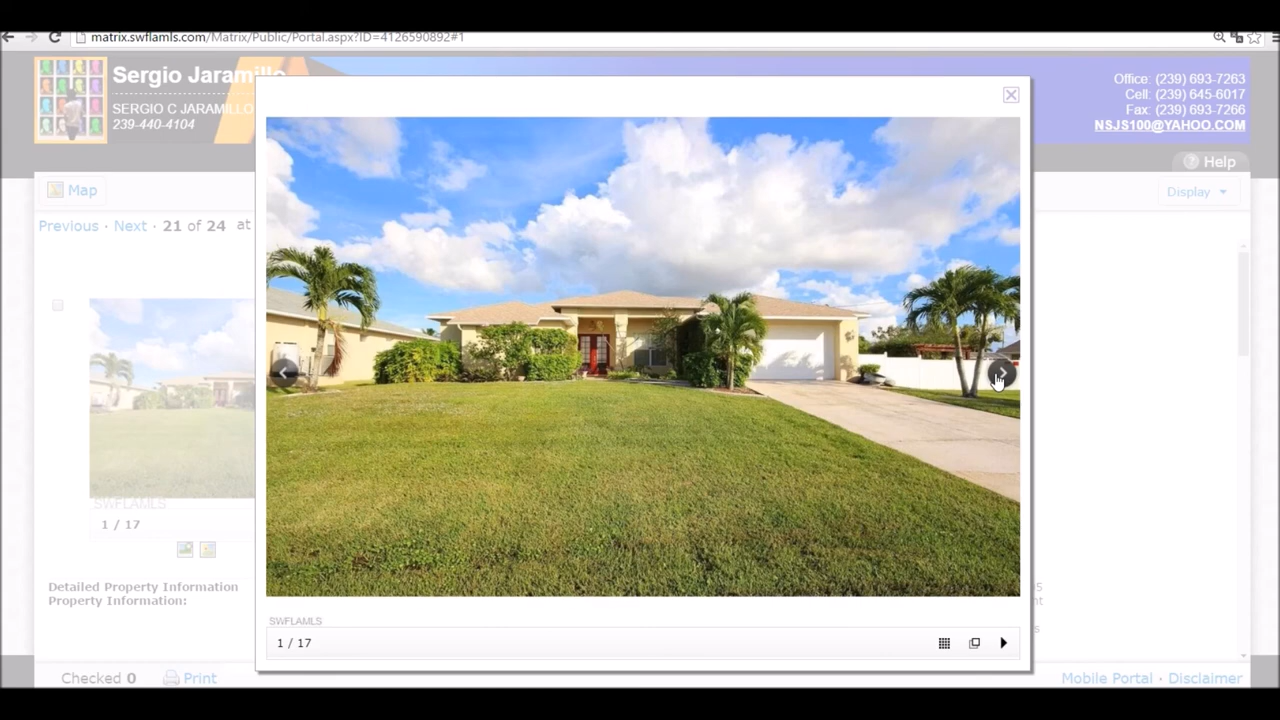 matrix.swflamls.com/Matrix/Public/Portal.aspx?ID=4126590892#1
Sergio Jaramillo
SERGIO C JARAMILLO
239-440-4104
Office: (239) 693-7263
Cell: (239) 645-6017
Fax: (239) 693-7266
NSJS100@YAHOO.COM
? Help
Map
Display
Previous · Next · 21 of 24 at
SWFLAMLS
1 / 17
Detailed Property Information
Property Information:
SWFLAMLS
1 / 17
Checked 0
Print
Mobile Portal · Disclaimer